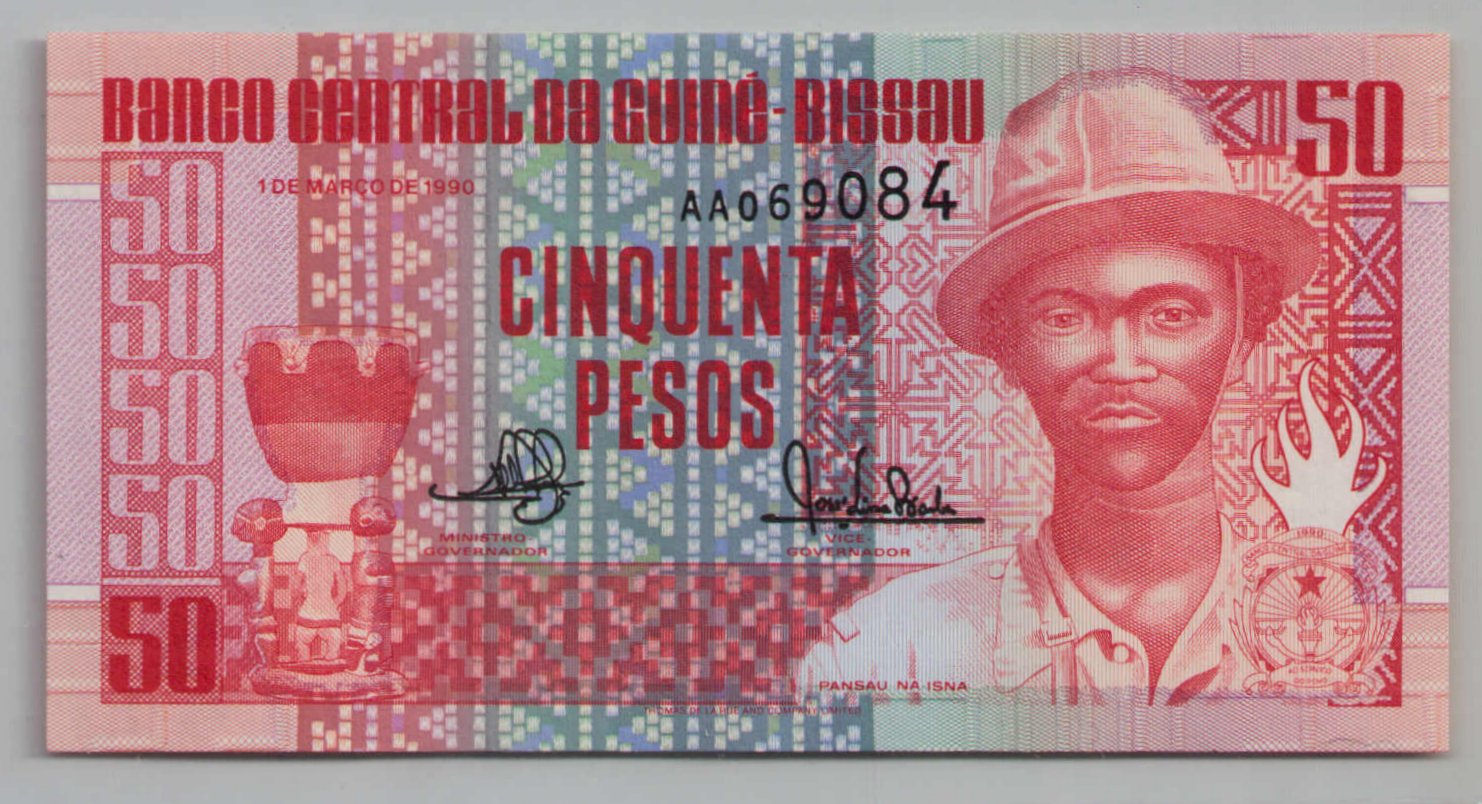 BANCO CENTRAL DA GUINÉ-BISSAU
50
1 DE MARÇO DE 1990
AA069084
50
50
50
50
CINQUENTA
PESOS
MINISTRO-
GOVERNADOR
VICE-
GOVERNADOR
50
PANSAU NA ISNA
THOMAS DE LA RUE AND COMPANY LIMITED